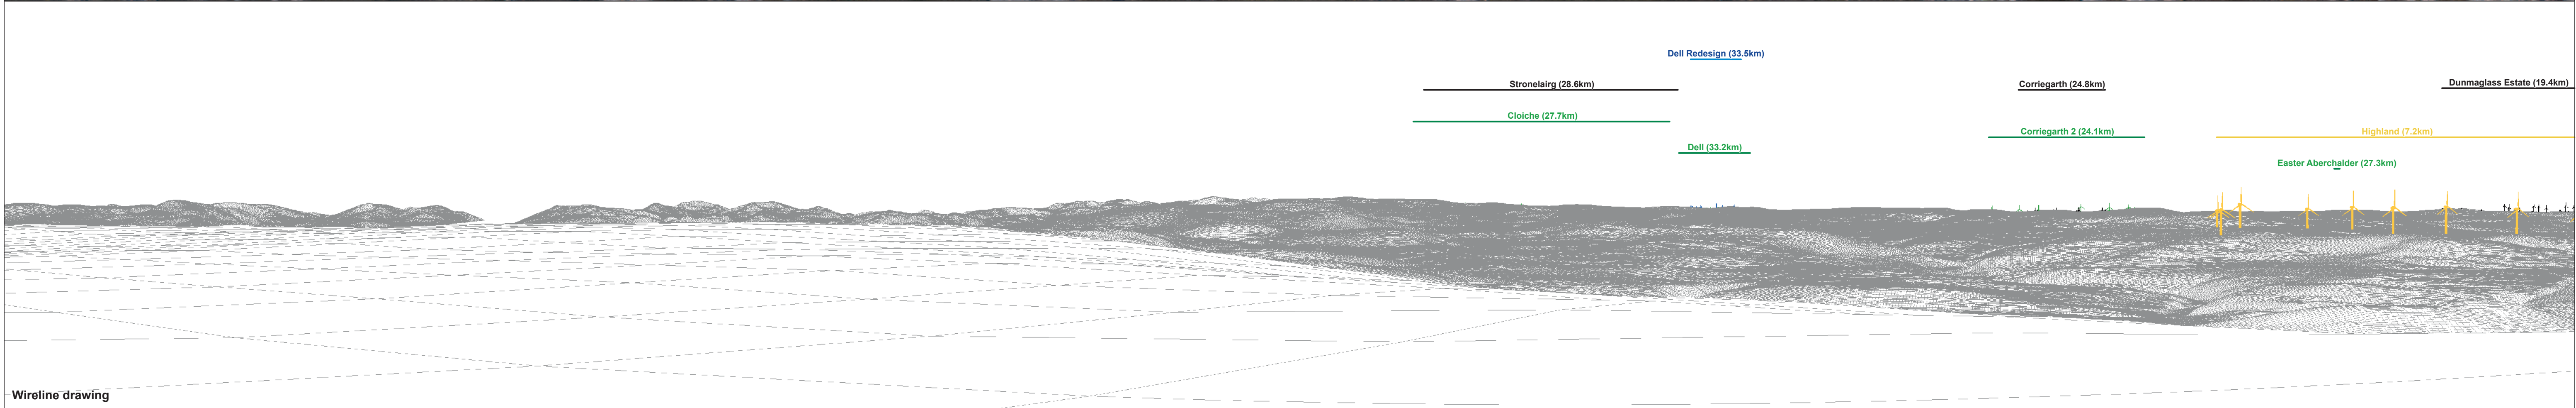 Dell Redesign (33.5km)
Stronelairg (28.6km)
Corriegarth (24.8km)
Dunmaglass Estate (19.4km)
Cloiche (27.7km)
Corriegarth 2 (24.1km)
Highland (7.2km)
Dell (33.2km)
Easter Aberchalder (27.3km)
Wireline drawing